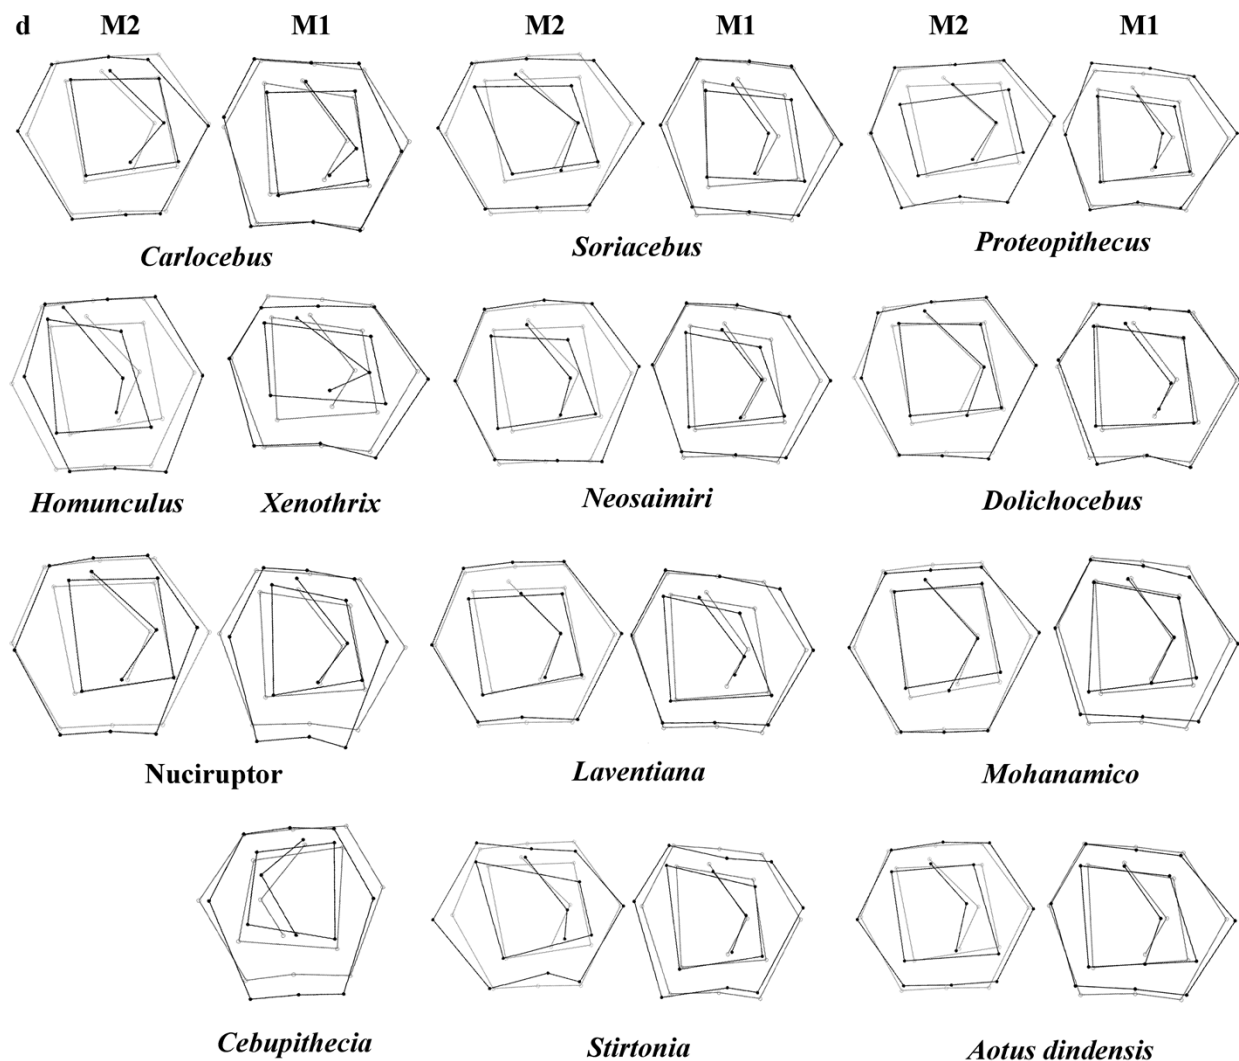 d M2 M1 M2 M1 M2 M1
Carlocebus Soriacebus Proteopithecus
Homunculus Xenothrix Neosaimiri Dolichocebus
Nuciruptor Laventiana Mohanamico
Cebupithecia Stirtonia Aotus dindensis